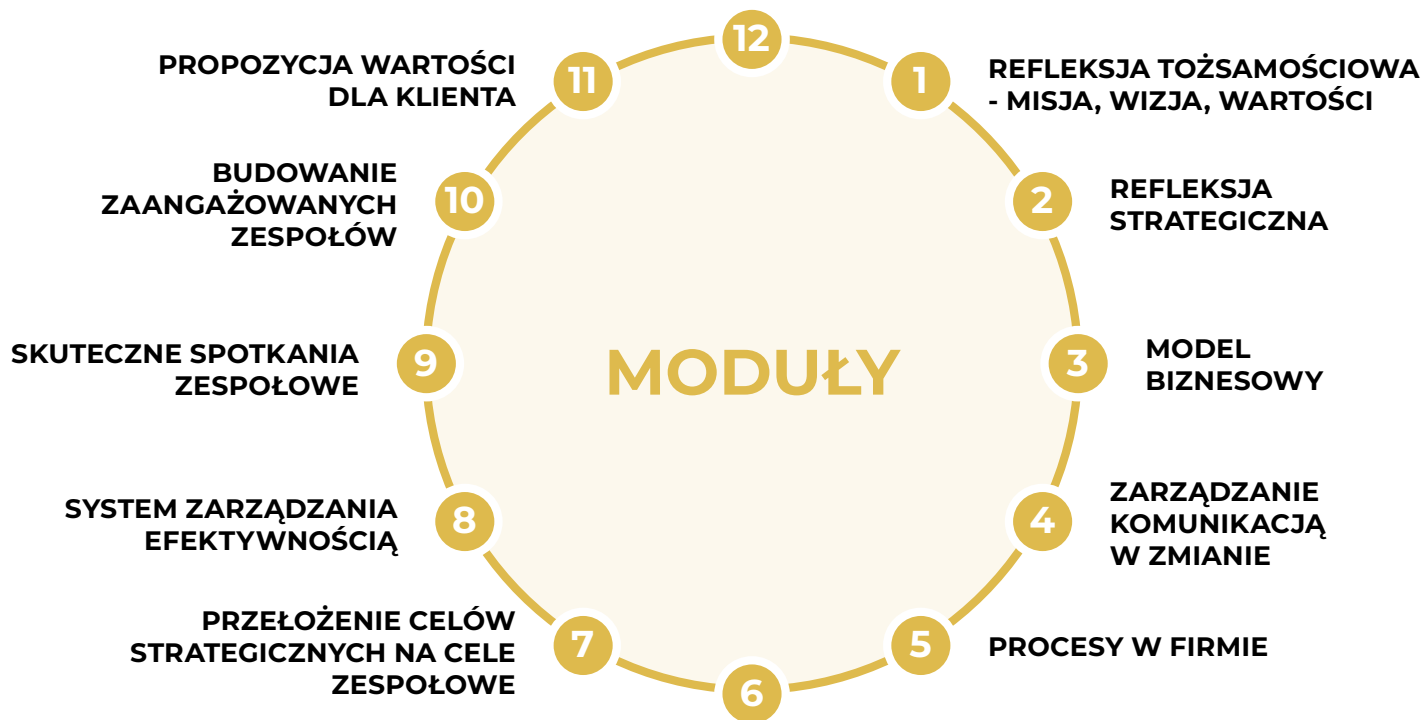 12
1
REFLEKSJA TOŻSAMOŚCIOWA
- MISJA, WIZJA, WARTOŚCI
2
REFLEKSJA
STRATEGICZNA
3
MODEL
BIZNESOWY
4
ZARZĄDZANIE
KOMUNIKACJĄ
W ZMIANIE
5
PROCESY W FIRMIE
6
7
PRZEŁOŻENIE CELÓW
STRATEGICZNYCH NA CELE
ZESPOŁOWE
8
SYSTEM ZARZĄDZANIA
EFEKTYWNOŚCIĄ
9
SKUTECZNE SPOTKANIA
ZESPOŁOWE
10
BUDOWANIE
ZAANGAŻOWANYCH
ZESPOŁÓW
11
PROPOZYCJA WARTOŚCI
DLA KLIENTA
MODUŁY